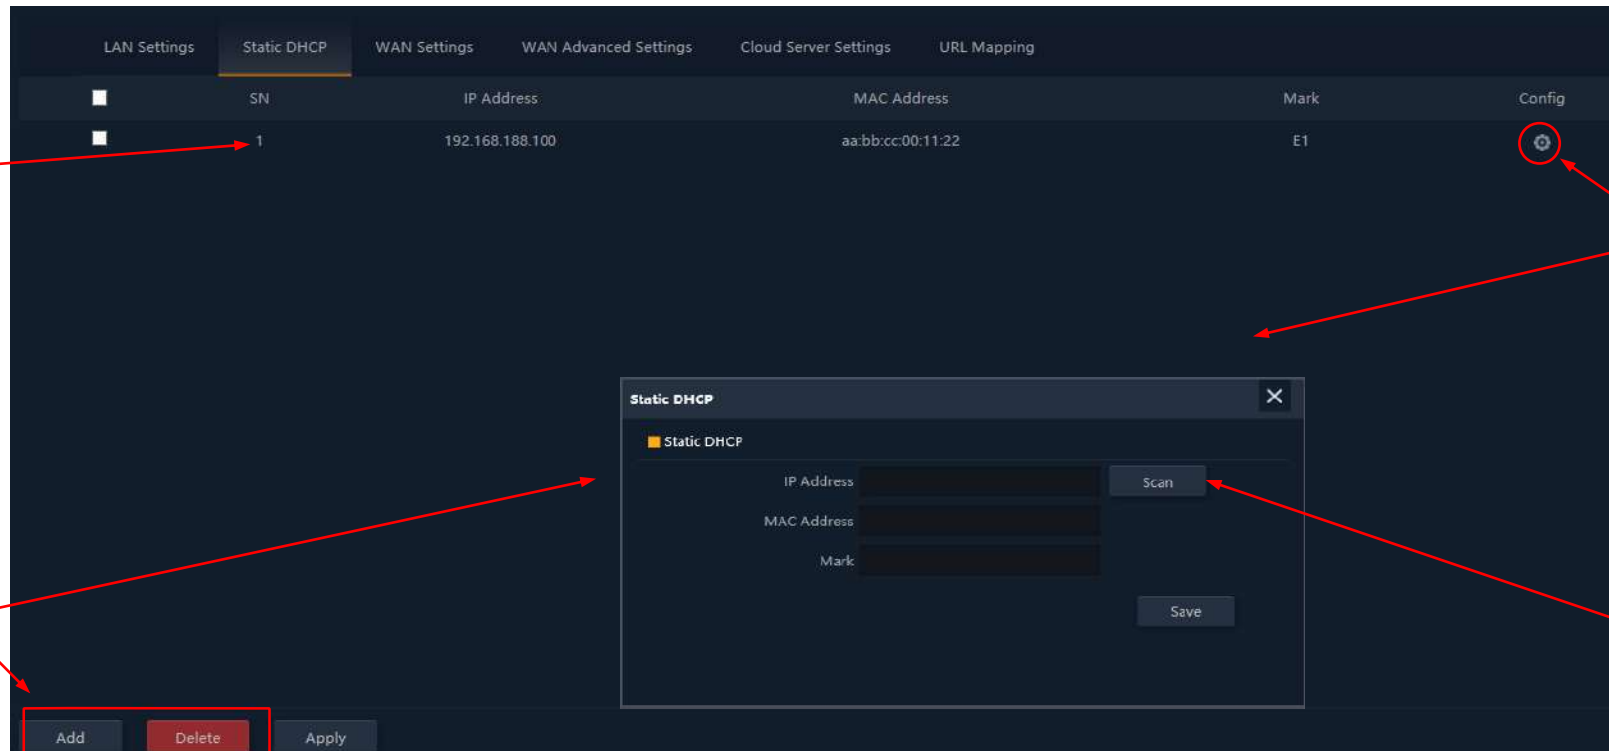 LAN Settings Static DHCP WAN Settings WAN Advanced Settings Cloud Server Settings URL Mapping
SN IP Address MAC Address Mark Config
1 192.168.188.100 aa:bb:cc:00:11:22 E1
Static DHCP
Static DHCP
IP Address Scan
MAC Address
Mark
Save
Add Delete Apply